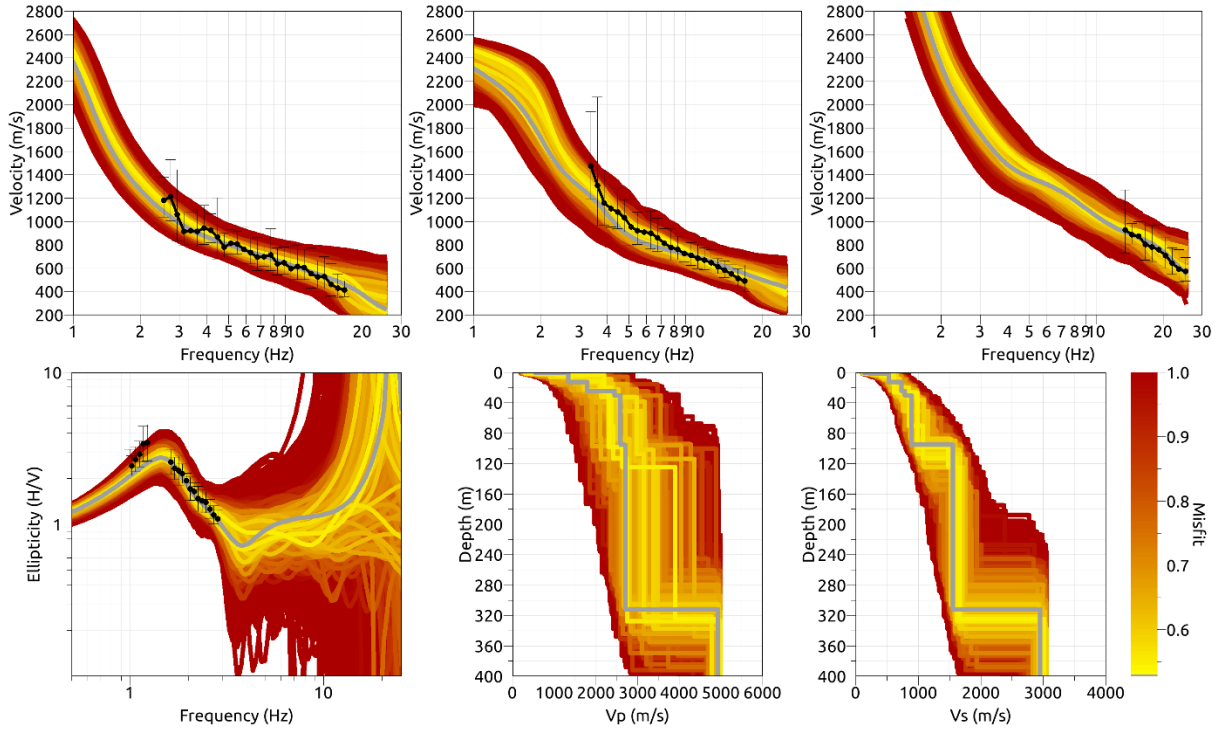 2800 2600 2400 2200 2000 1800 1600 1400 1200 1000 800 600 400 200
Velocity (m/s)
1 2 3 4 5 6 7 8 9 10 20 30
Frequency (Hz)
2800 2600 2400 2200 2000 1800 1600 1400 1200 1000 800 600 400 200
Velocity (m/s)
1 2 3 4 5 6 7 8 9 10 20 30
Frequency (Hz)
2800 2600 2400 2200 2000 1800 1600 1400 1200 1000 800 600 400 200
Velocity (m/s)
1 2 3 4 5 6 7 8 9 10 20 30
Frequency (Hz)
10 1
Ellipticity (H/V)
1 10
Frequency (Hz)
0 40 80 120 160 200 240 280 320 360 400
Depth (m)
0 1000 2000 3000 4000 5000 6000
Vp (m/s)
0 40 80 120 160 200 240 280 320 360 400
Depth (m)
0 1000 2000 3000 4000
Vs (m/s)
1.0 0.9 0.8 0.7 0.6
Misfit